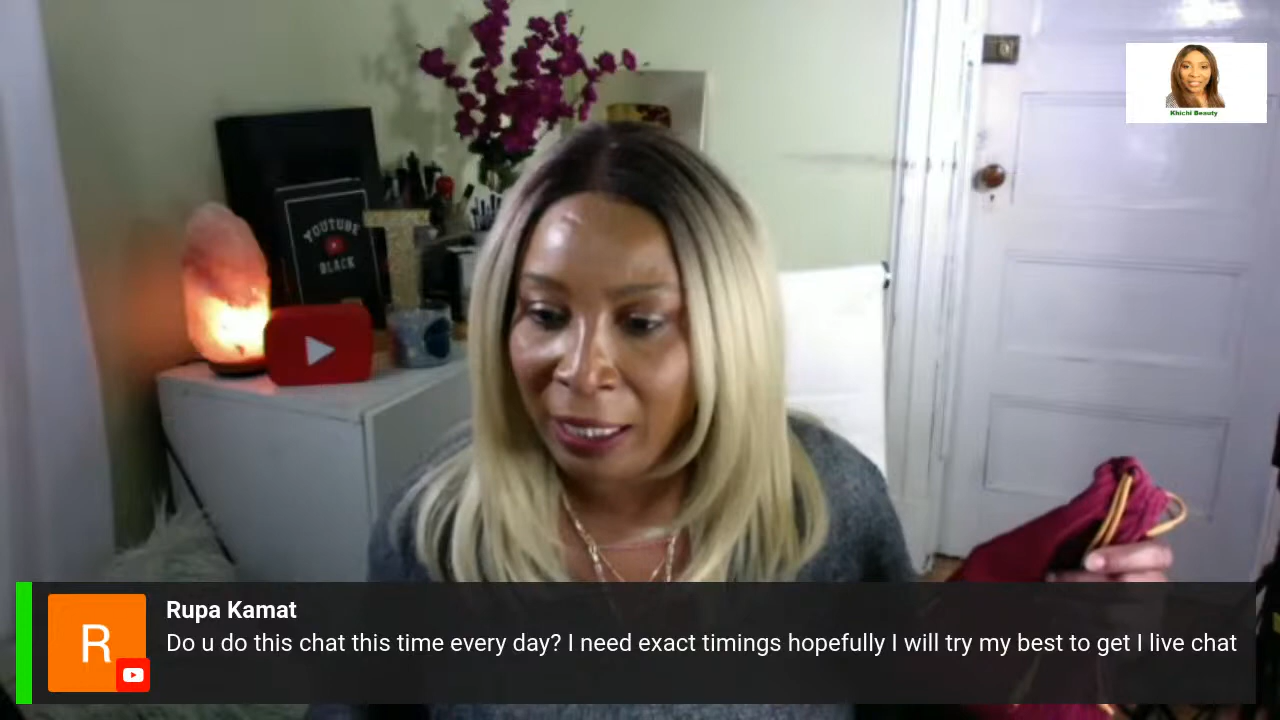 Khichi Beauty
YOUTUBE
BLACK
T
Rupa Kamat
Do u do this chat this time every day? I need exact timings hopefully I will try my best to get I live chat
R